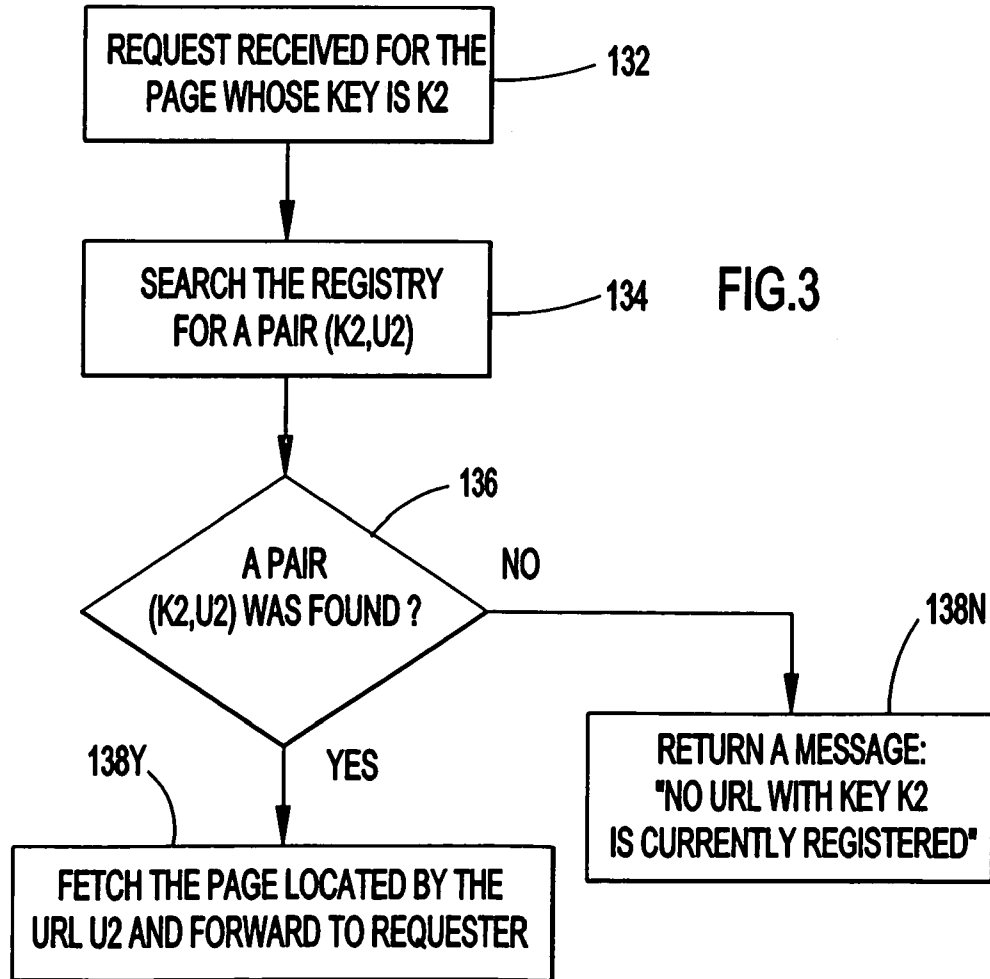 REQUEST RECEIVED FOR THE
PAGE WHOSE KEY IS K2
132
SEARCH THE REGISTRY
FOR A PAIR (K2,U2)
134
FIG.3
136
A PAIR
(K2,U2) WAS FOUND ?
NO
138N
RETURN A MESSAGE:
"NO URL WITH KEY K2
IS CURRENTLY REGISTERED"
138Y
YES
FETCH THE PAGE LOCATED BY THE
URL U2 AND FORWARD TO REQUESTER